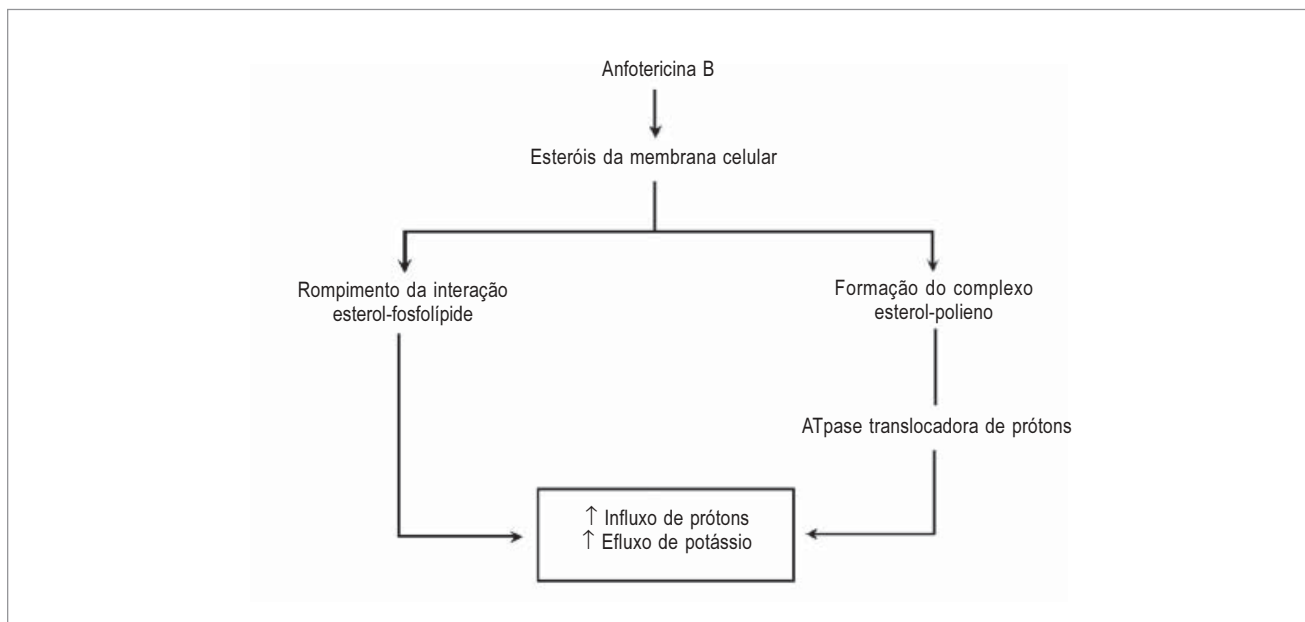 Anfotericina B
Esteróis da membrana celular
Rompimento da interação
esterol-fosfolípide
Formação do complexo
esterol-polieno
ATpase translocadora de prótons
↑ Influxo de prótons
↑ Efluxo de potássio